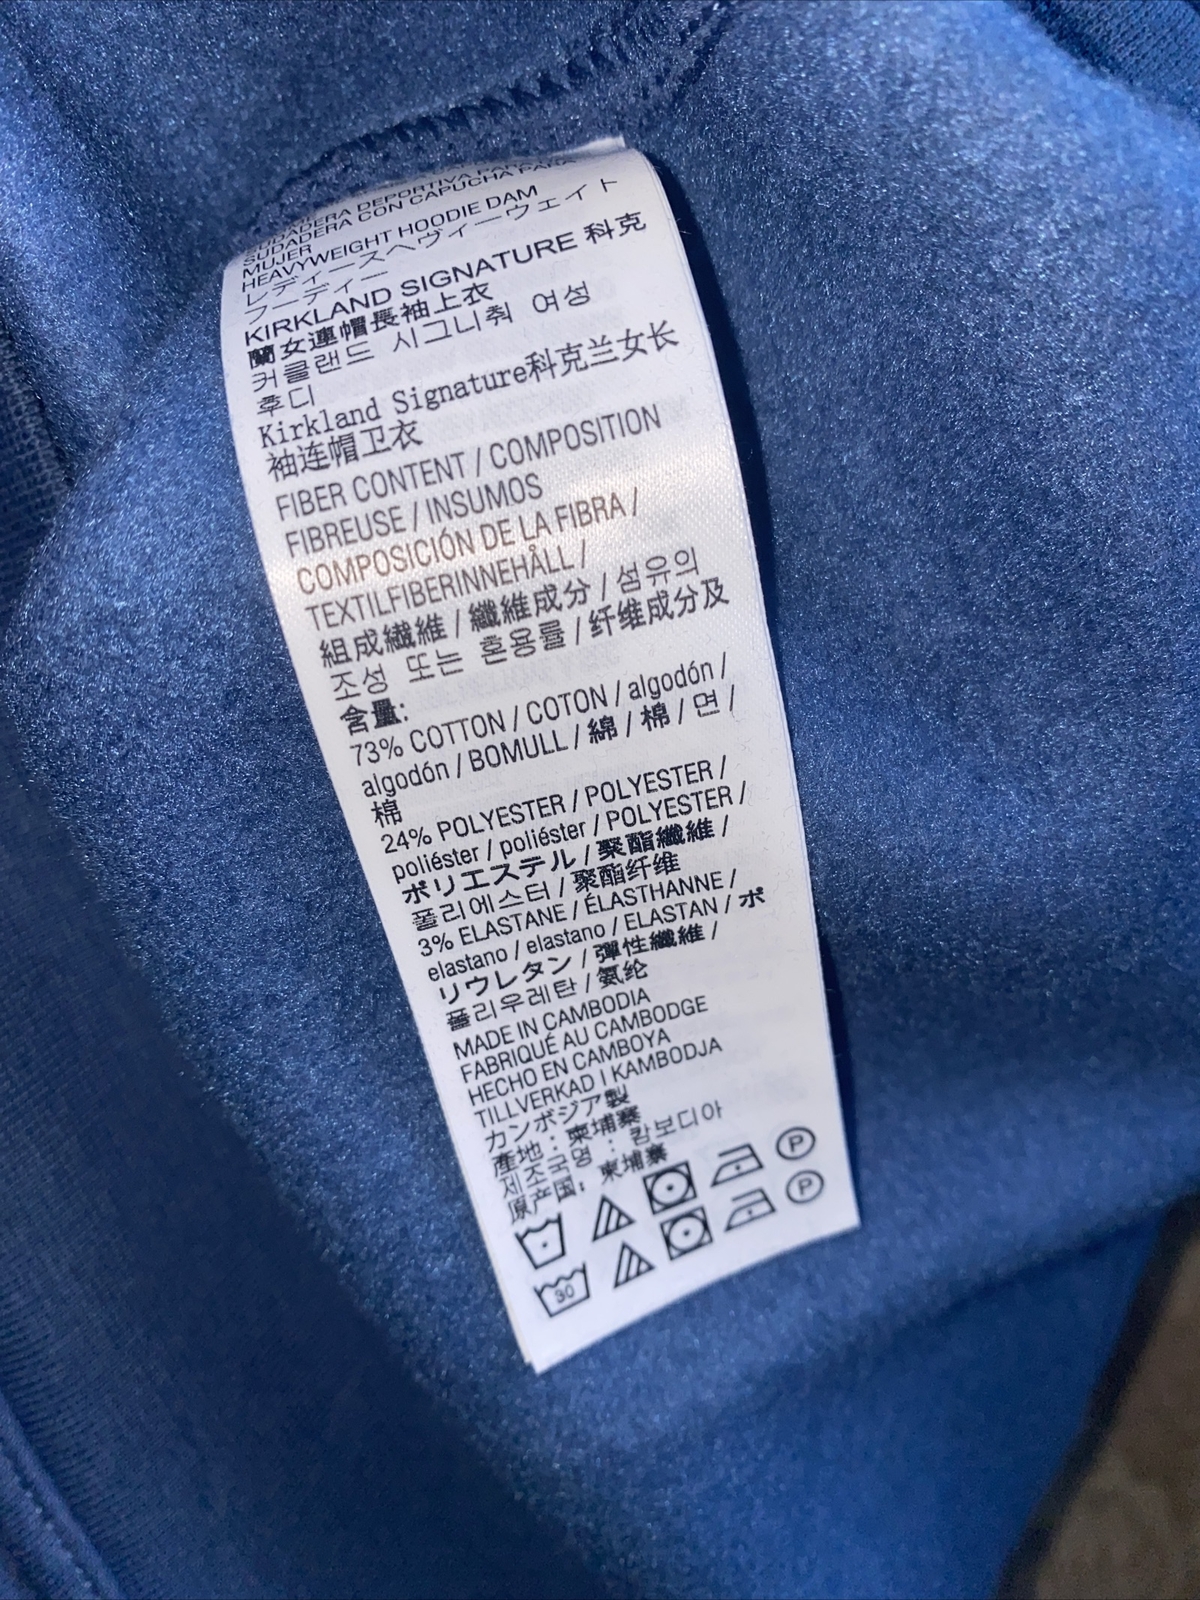 SUDADERA DEPORTIVA PARA
SUDADERA CON CAPUCHA PARA
MUJER
HEAVYWEIGHT HOODIE DAM
レディースヘヴィーウェイト
フーディー
KIRKLAND SIGNATURE 科克
蘭女連帽長袖上衣
커클랜드 시그니춰 여성
후디
Kirkland Signature科克兰女长
袖连帽卫衣
FIBER CONTENT / COMPOSITION
FIBREUSE / INSUMOS
COMPOSICIÓN DE LA FIBRA /
TEXTILFIBERINNEHÅLL /
組成繊維 / 纖維成分 / 섬유의
조성 또는 혼용률 / 纤维成分及
含量:
73% COTTON / COTON / algodón /
algodón / BOMULL / 綿 / 棉 / 면 /
棉
24% POLYESTER / POLYESTER /
poliéster / poliéster / POLYESTER /
ポリエステル / 聚酯纖維 /
폴리에스터 / 聚酯纤维
3% ELASTANE / ÉLASTHANNE /
elastano / elastano / ELASTAN / ポ
リウレタン / 彈性纖維 /
폴리우레탄 / 氨纶
MADE IN CAMBODIA
FABRIQUÉ AU CAMBODGE
HECHO EN CAMBOYA
TILLVERKAD I KAMBODJA
カンボジア製
產地 : 柬埔寨
제조국명 : 캄보디아
原产国: 柬埔寨
P
30 P